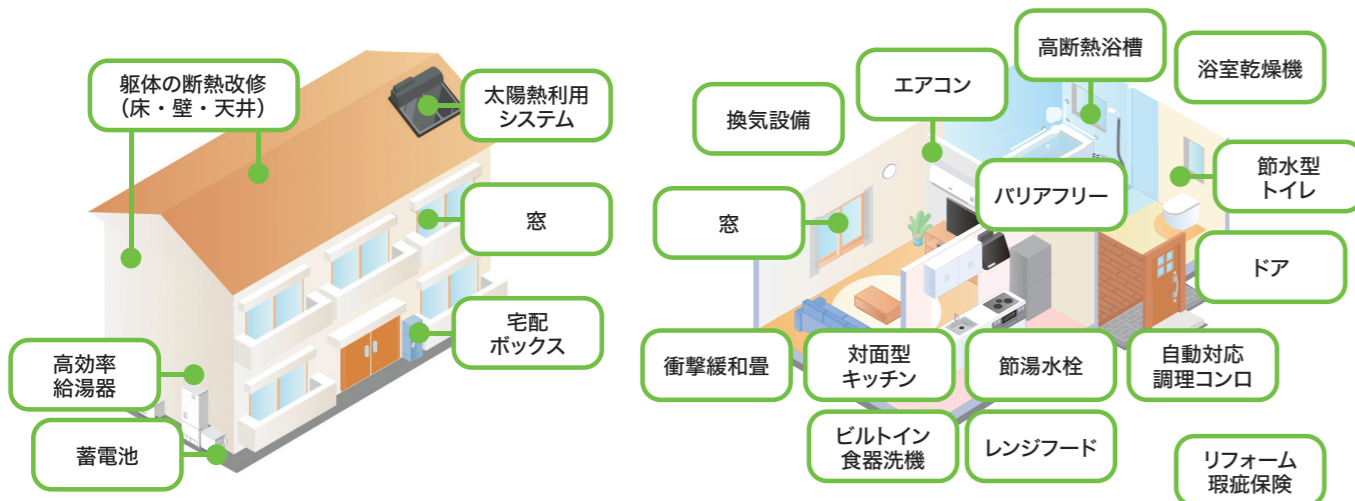 躯体の断熱改修
（床・壁・天井）
太陽熱利用
システム
窓
宅配
ボックス
高効率
給湯器
蓄電池
高断熱浴槽
浴室乾燥機
エアコン
換気設備
節水型
トイレ
バリアフリー
窓
ドア
衝撃緩和畳
対面型
キッチン
節湯水栓
自動対応
調理コンロ
ビルトイン
食器洗機
レンジフード
リフォーム
瑕疵保険